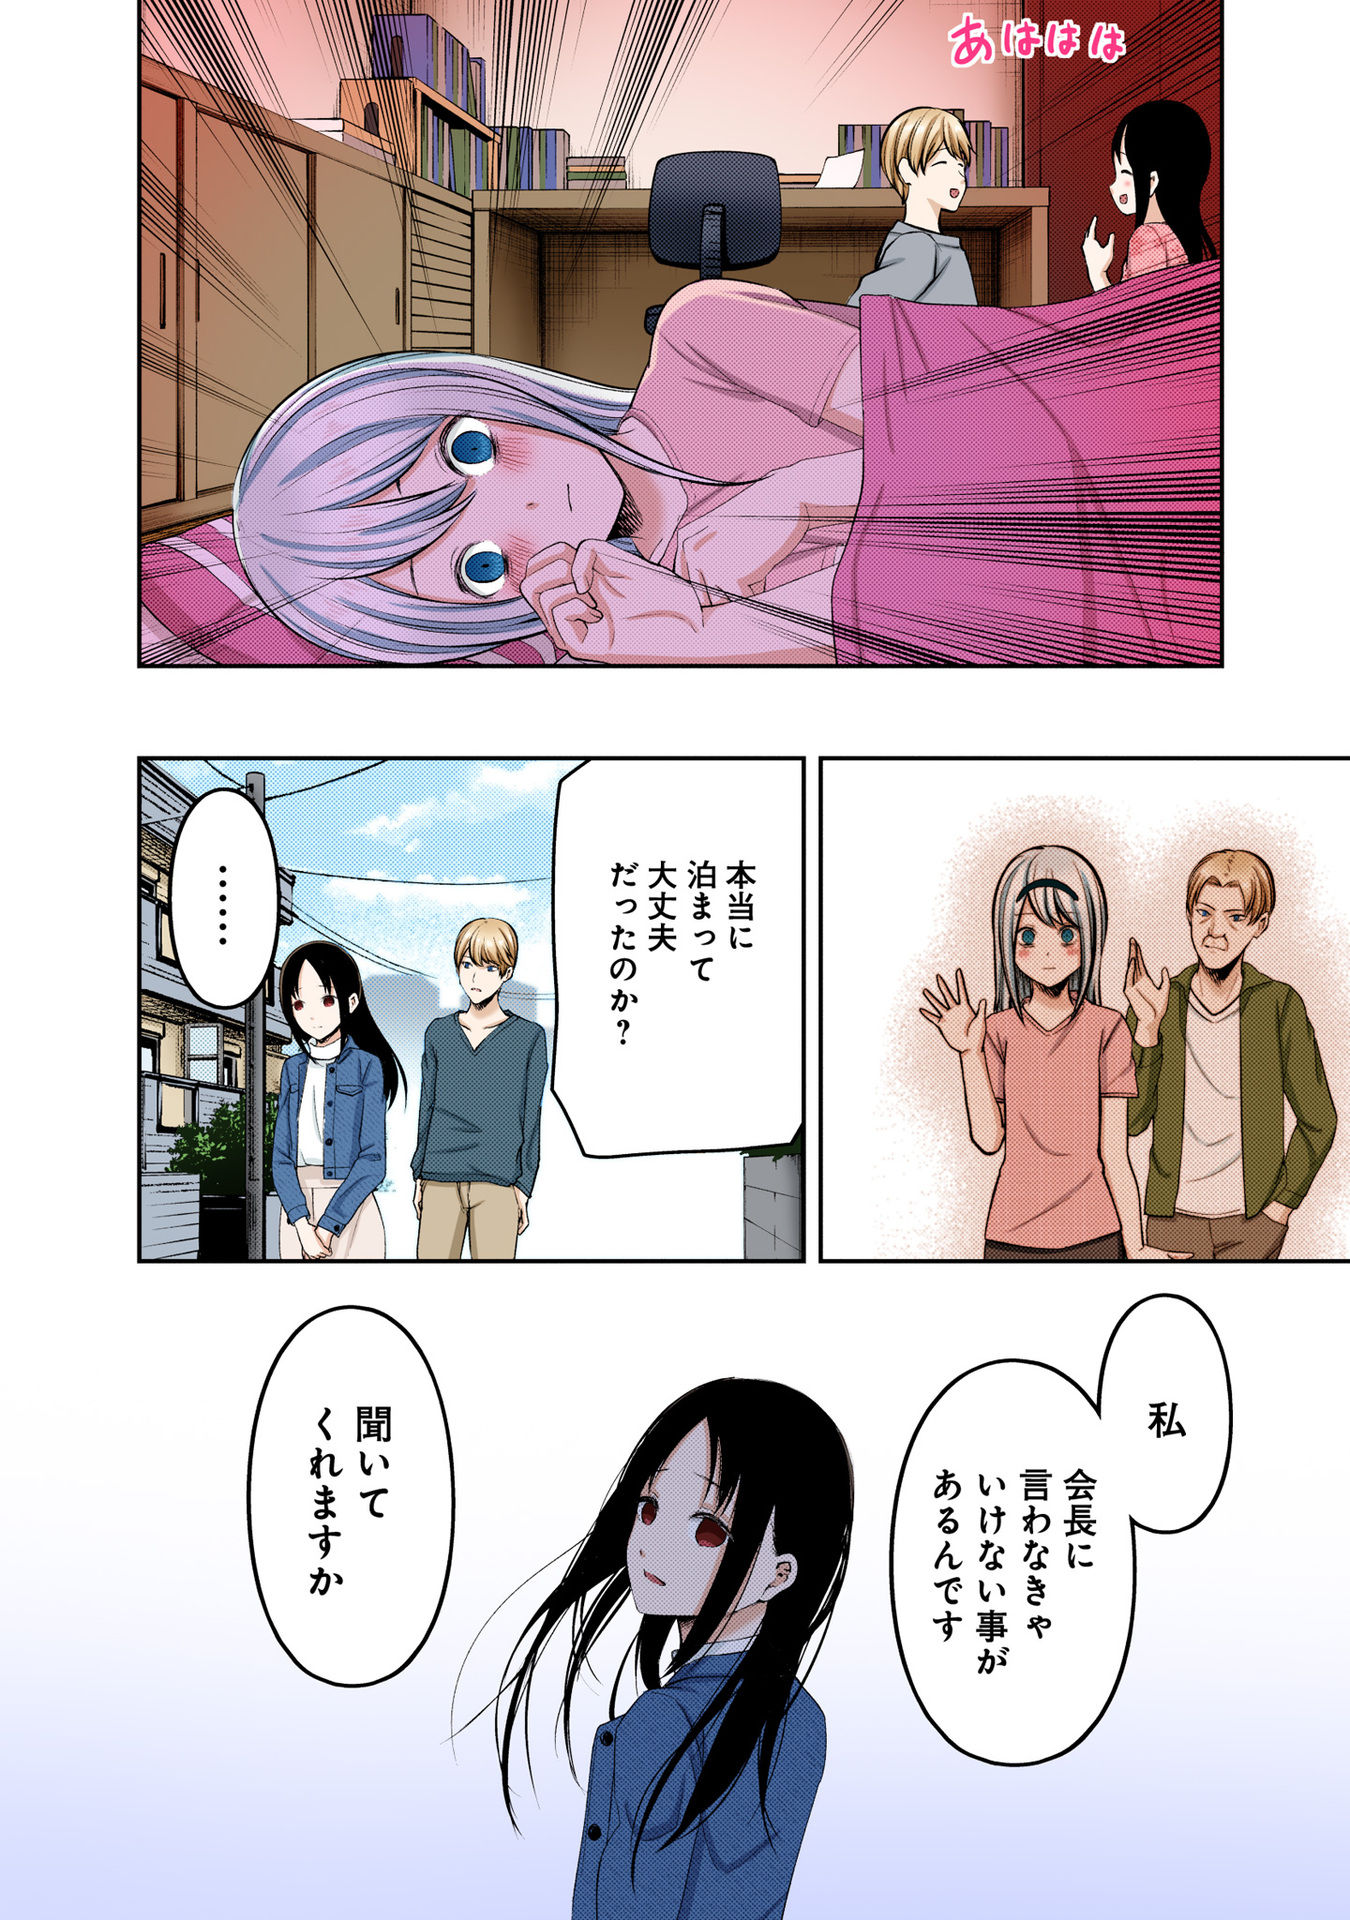 あははは
本当に
泊まって
大丈夫
だったのか?
……
私
会長に
言わなきゃ
いけない事が
あるんです
聞いて
くれますか